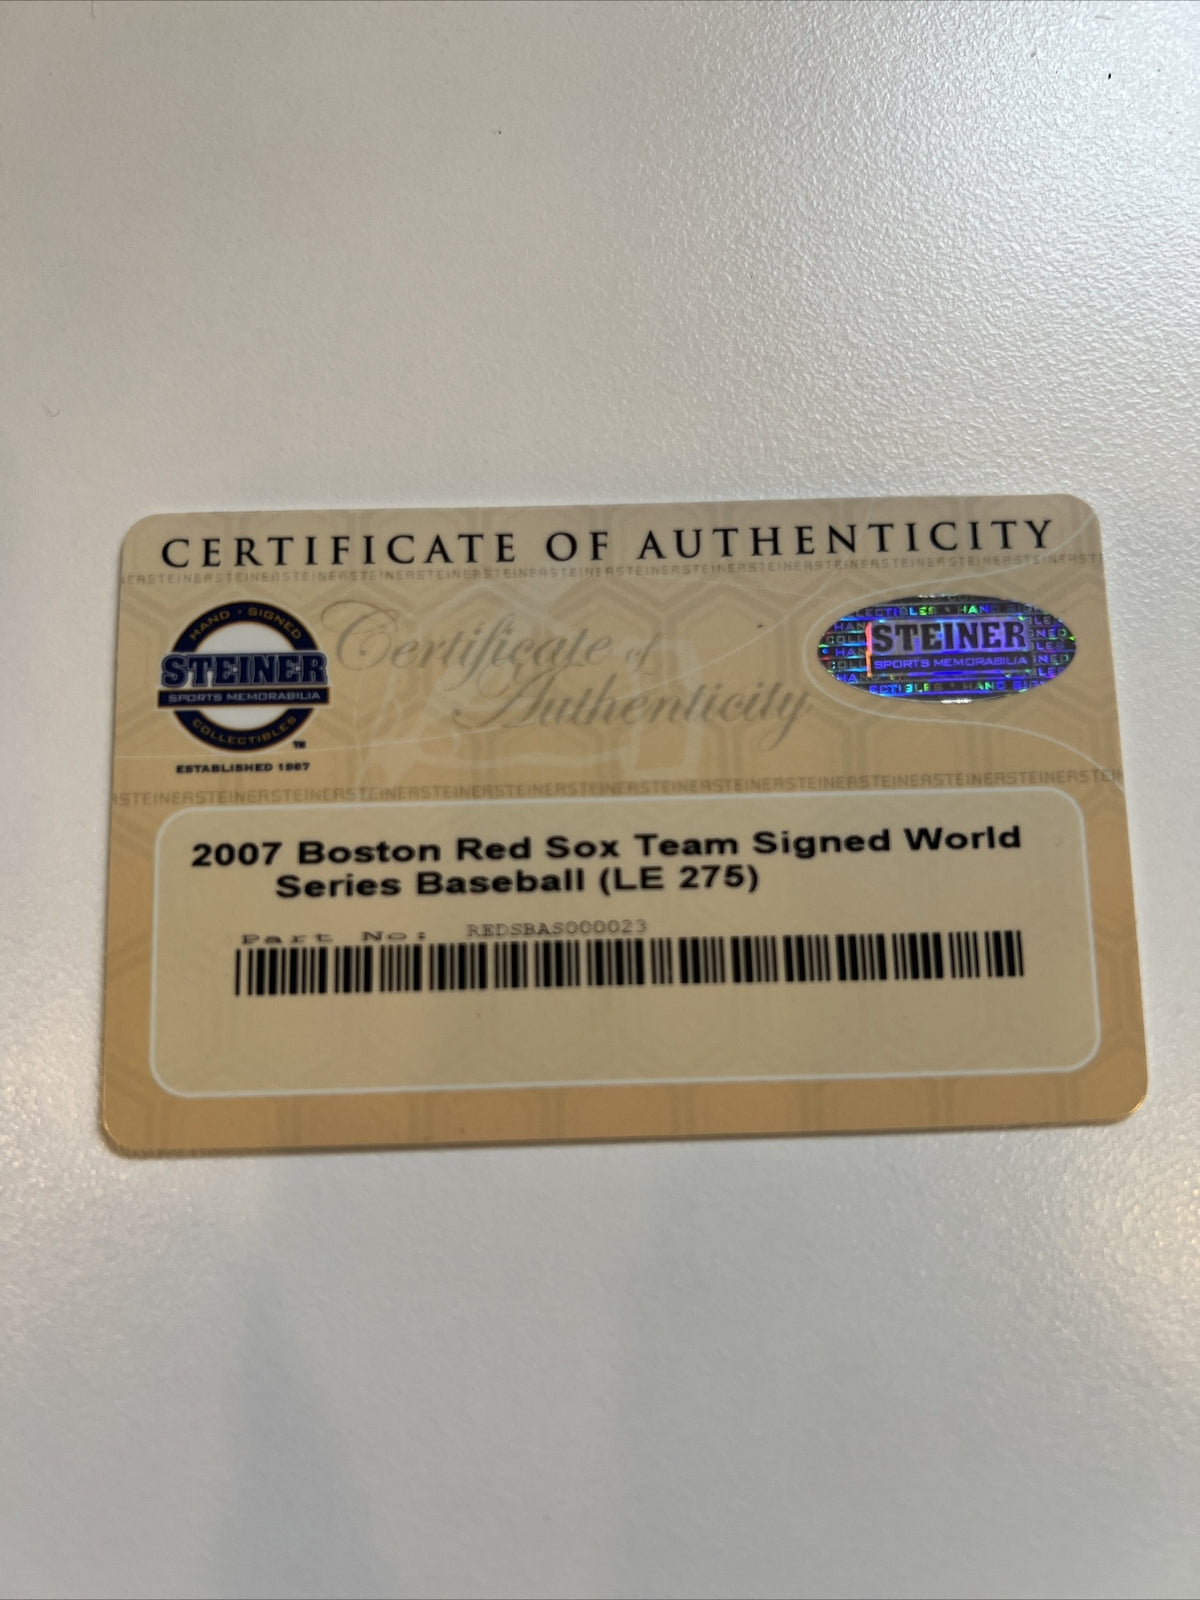 CERTIFICATE OF AUTHENTICITY
HAND · SIGNED
STEINER
SPORTS MEMORABILIA
COLLECTIBLES
TM
ESTABLISHED 1987
Certificate of
Authenticity
STEINER
SPORTS MEMORABILIA
2007 Boston Red Sox Team Signed World
Series Baseball (LE 275)
Part No: REDSBAS000023